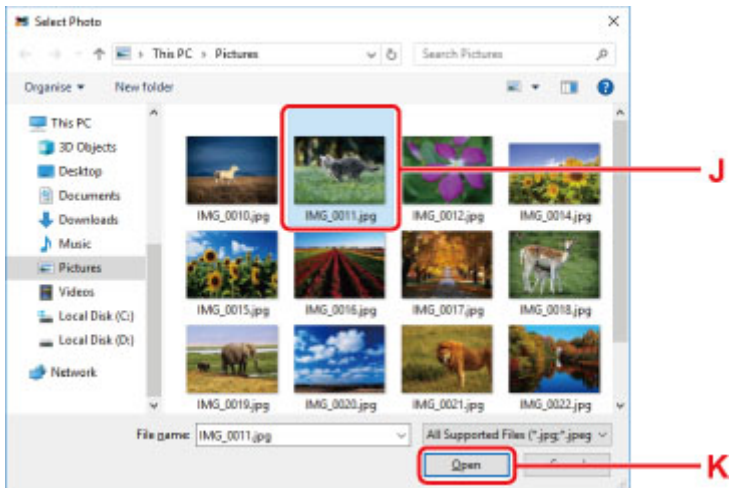 Select Photo
This PC > Pictures
Search Pictures
Organise
New folder
This PC
3D Objects
Desktop
Documents
Downloads
Music
Pictures
Videos
Local Disk (C:)
Local Disk (D:)
Network
IMG_0010.jpg
IMG_0011.jpg
IMG_0012.jpg
IMG_0014.jpg
IMG_0015.jpg
IMG_0016.jpg
IMG_0017.jpg
IMG_0018.jpg
IMG_0019.jpg
IMG_0020.jpg
IMG_0021.jpg
IMG_0022.jpg
J
File name: IMG_0011.jpg
All Supported Files (*.jpg;*.jpeg
Open
K